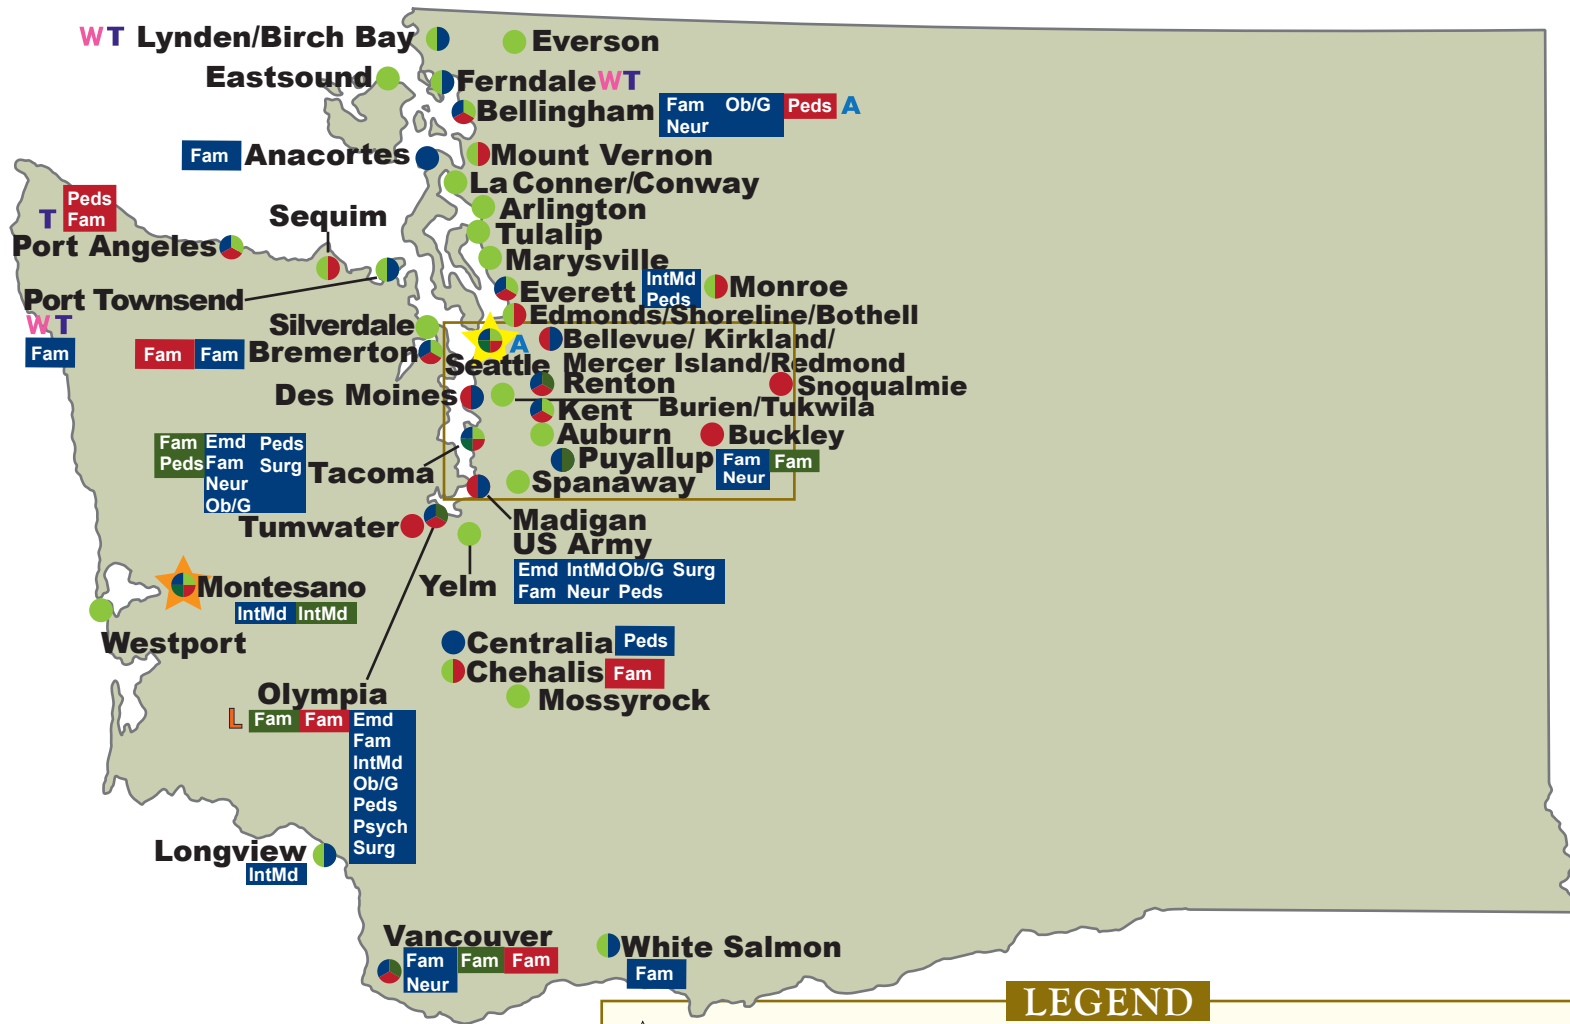 WT Lynden/Birch Bay
Everson
Eastsound
Ferndale WT
Bellingham
Fam Ob/G Peds A
Neur
Fam Anacortes
Mount Vernon
La Conner/Conway
Peds
T Fam
Port Angeles
Sequim
Arlington
Tulalip
Marysville
Port Townsend
Everett
IntMd
Peds
Monroe
WT
Fam
Silverdale
Edmonds/Shoreline/Bothell
Fam Fam Bremerton
Seattle A
Bellevue/ Kirkland/
Mercer Island/Redmond
Renton
Snoqualmie
Des Moines
Burien/Tukwila
Kent
Auburn
Buckley
Fam Emd Peds
Peds Fam Surg
Neur
Ob/G
Tacoma
Puyallup
Fam Fam
Neur
Spanaway
Tumwater
Madigan
US Army
Emd IntMd Ob/G Surg
Fam Neur Peds
Yelm
Montesano
IntMd IntMd
Westport
Centralia Peds
Chehalis Fam
Mossyrock
Olympia
L Fam Fam Emd
Fam
IntMd
Ob/G
Peds
Psych
Surg
Longview
IntMd
Vancouver
Fam Fam Fam
Neur
White Salmon
Fam
LEGEND